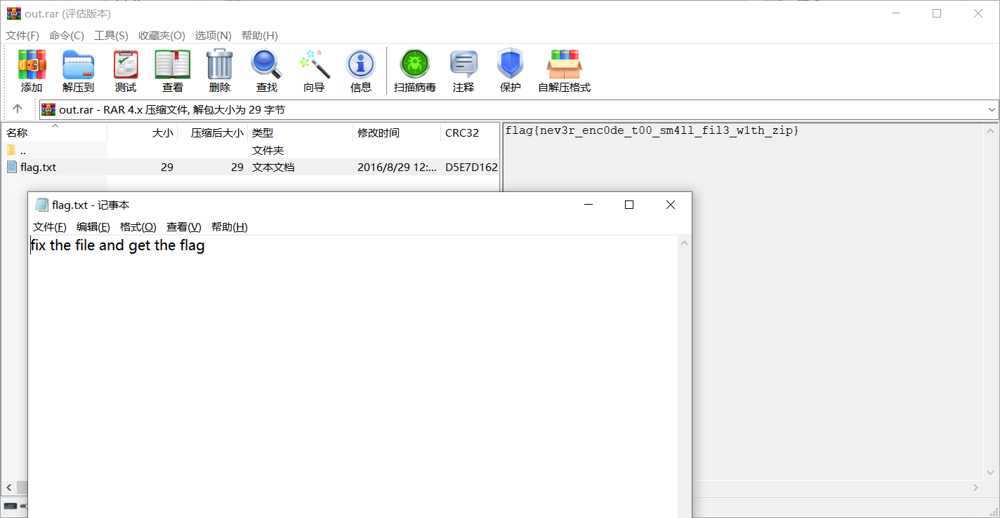 out.rar (评估版本)
文件(F) 命令(C) 工具(S) 收藏夹(O) 选项(N) 帮助(H)
添加 解压到 测试 查看 删除 查找 向导 信息 扫描病毒 注释 保护 自解压格式
out.rar - RAR 4.x 压缩文件, 解包大小为 29 字节
名称 大小 压缩后大小 类型 修改时间 CRC32
.. 文件夹
flag.txt 29 29 文本文档 2016/8/29 12:... D5E7D162
flag{nev3r_enc0de_t00_sm4ll_fil3_w1th_zip}
flag.txt - 记事本
文件(F) 编辑(E) 格式(O) 查看(V) 帮助(H)
fix the file and get the flag